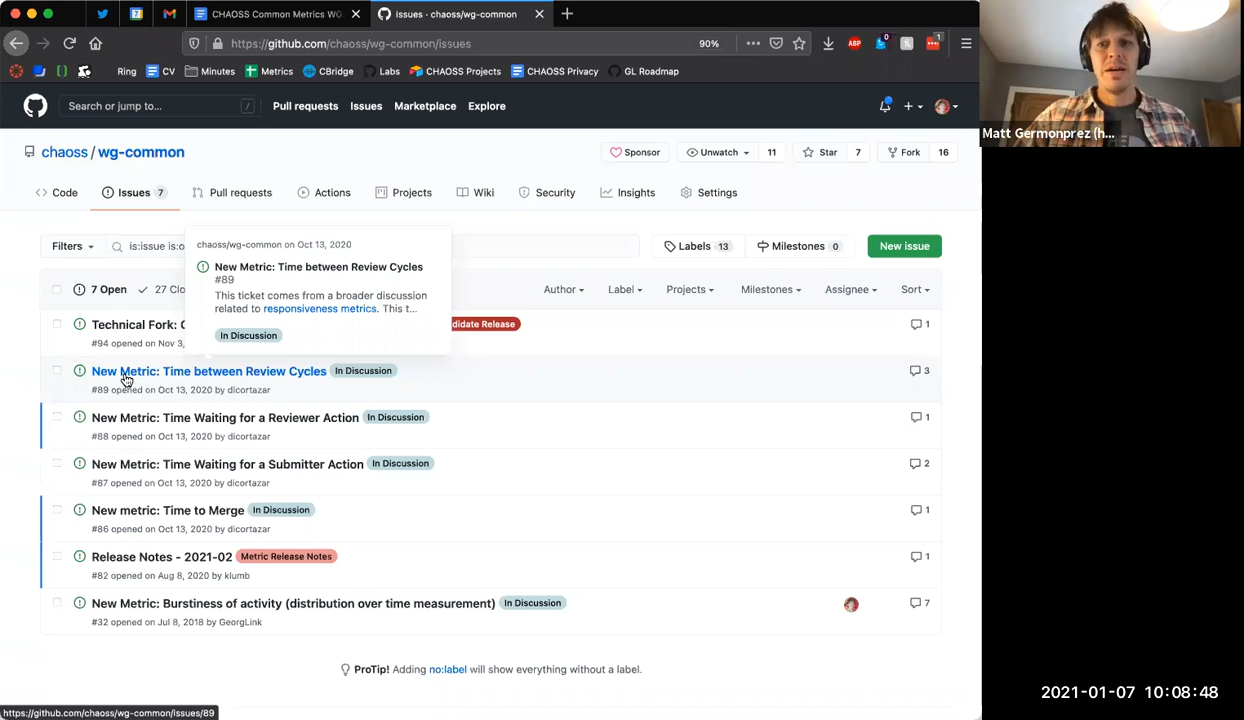 CHAOSS Common Metrics WG
Issues · chaoss/wg-common
https://github.com/chaoss/wg-common/issues
90%
ABP
0
1
Ring
CV
Minutes
Metrics
CBridge
Labs
CHAOSS Projects
CHAOSS Privacy
GL Roadmap
Search or jump to...
/
Pull requests
Issues
Marketplace
Explore
Matt Germonprez (h...
chaoss / wg-common
Sponsor
Unwatch
11
Star
7
Fork
16
Code
Issues 7
Pull requests
Actions
Projects
Wiki
Security
Insights
Settings
Filters
is:issue is:o
Labels 13
Milestones 0
New issue
chaoss/wg-common on Oct 13, 2020
New Metric: Time between Review Cycles
#89
This ticket comes from a broader discussion
related to responsiveness metrics. This t...
In Discussion
7 Open
27 Clo
Author
Label
Projects
Milestones
Assignee
Sort
Technical Fork: C
didate Release
1
#94 opened on Nov 3,
New Metric: Time between Review Cycles In Discussion
3
#89 opened on Oct 13, 2020 by dicortazar
New Metric: Time Waiting for a Reviewer Action In Discussion
1
#88 opened on Oct 13, 2020 by dicortazar
New Metric: Time Waiting for a Submitter Action In Discussion
2
#87 opened on Oct 13, 2020 by dicortazar
New metric: Time to Merge In Discussion
1
#86 opened on Oct 13, 2020 by dicortazar
Release Notes - 2021-02 Metric Release Notes
1
#82 opened on Aug 8, 2020 by klumb
New Metric: Burstiness of activity (distribution over time measurement) In Discussion
7
#32 opened on Jul 8, 2018 by GeorgLink
ProTip! Adding no:label will show everything without a label.
2021-01-07 10:08:48
https://github.com/chaoss/wg-common/issues/89